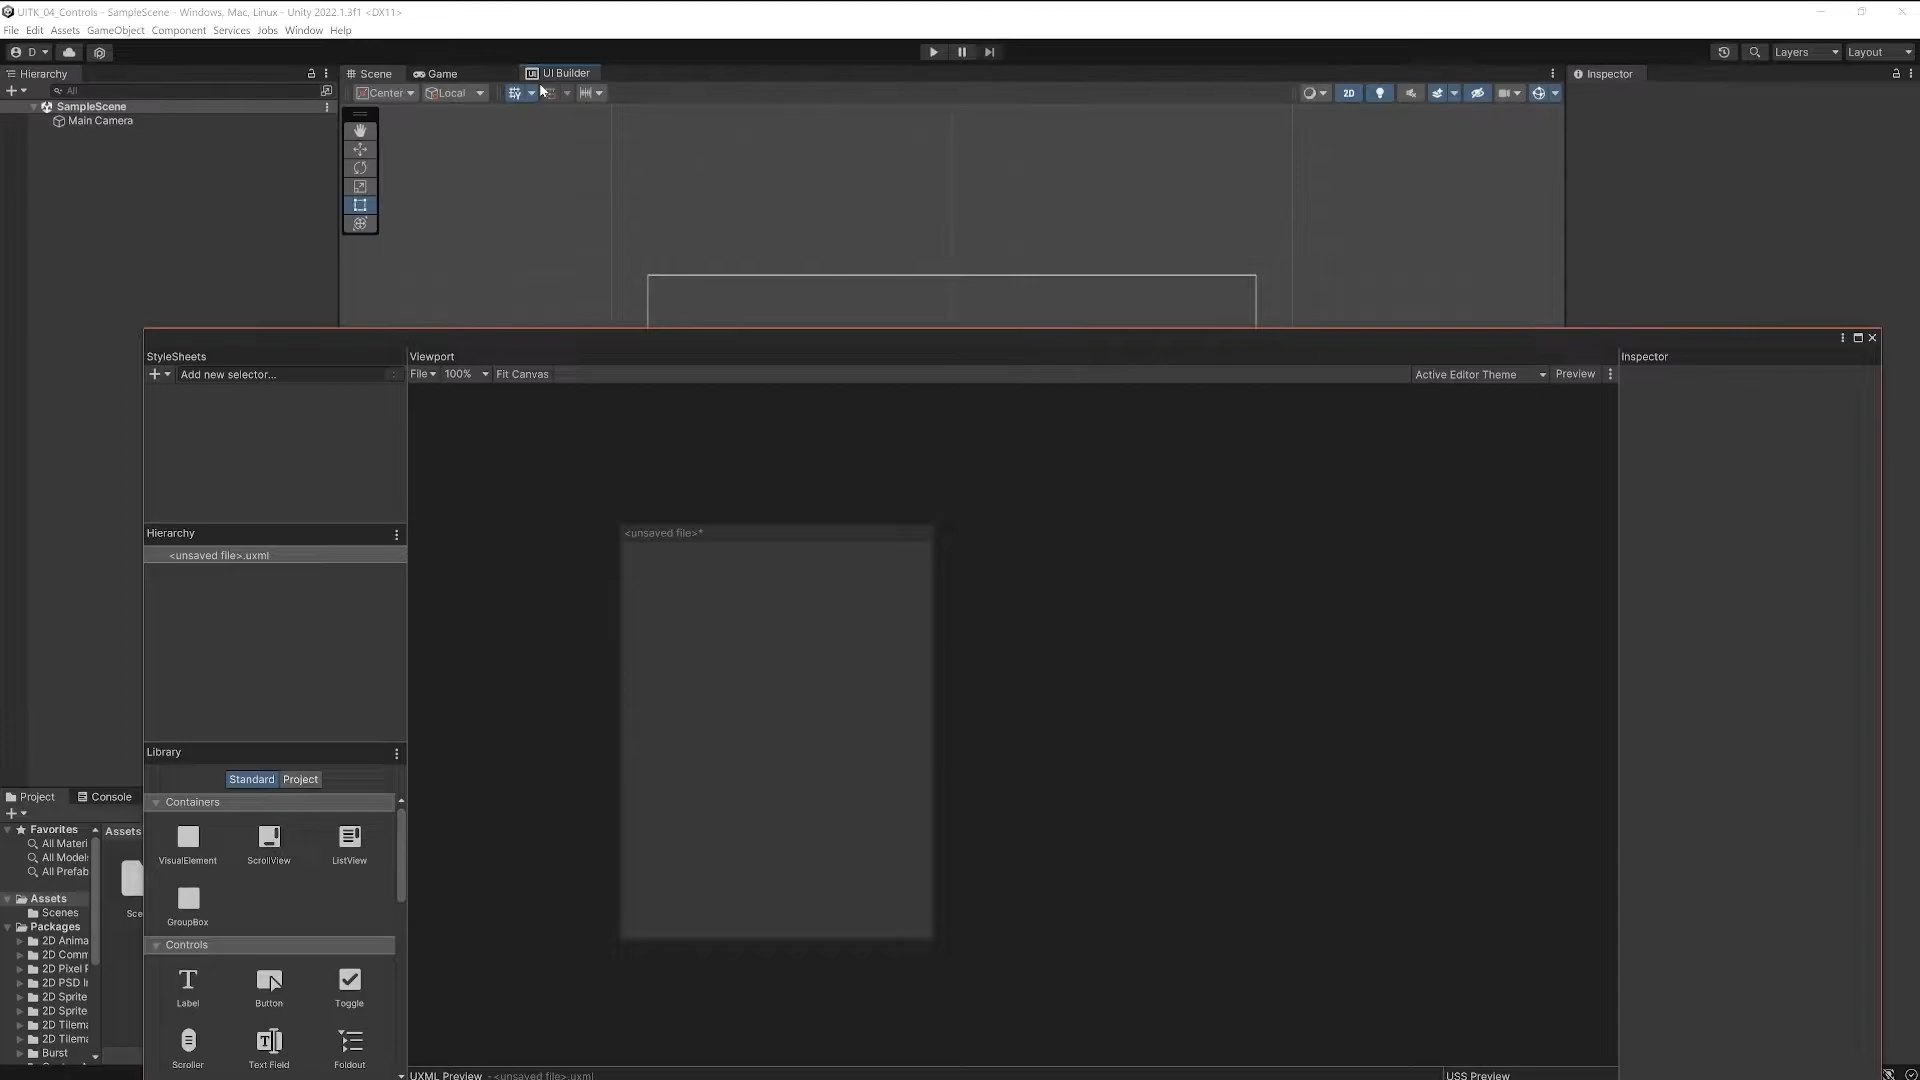 UITK_04_Controls - SampleScene - Windows, Mac, Linux - Unity 2022.1.3f1 <DX11>
File Edit Assets GameObject Component Services Jobs Window Help
D Layers Layout
Hierarchy Scene Game UI Builder Inspector
All Center Local 2D
SampleScene
Main Camera
StyleSheets Viewport Inspector
Add new selector... File 100% Fit Canvas Active Editor Theme Preview
Hierarchy
<unsaved file>*
<unsaved file>.uxml
Library
Standard Project
Project Console
Containers
Favorites Assets
All Materi
All Model
All Prefab
VisualElement ScrollView ListView
Assets
Scenes Sce
GroupBox
Packages
2D Anima
Controls
2D Comm
2D Pixel F
2D PSD I
2D Sprite
Label Button Toggle
2D Sprite
2D Tilema
2D Tilema
Burst
Scroller Text Field Foldout
UXML Preview - <unsaved file>.uxml USS Preview